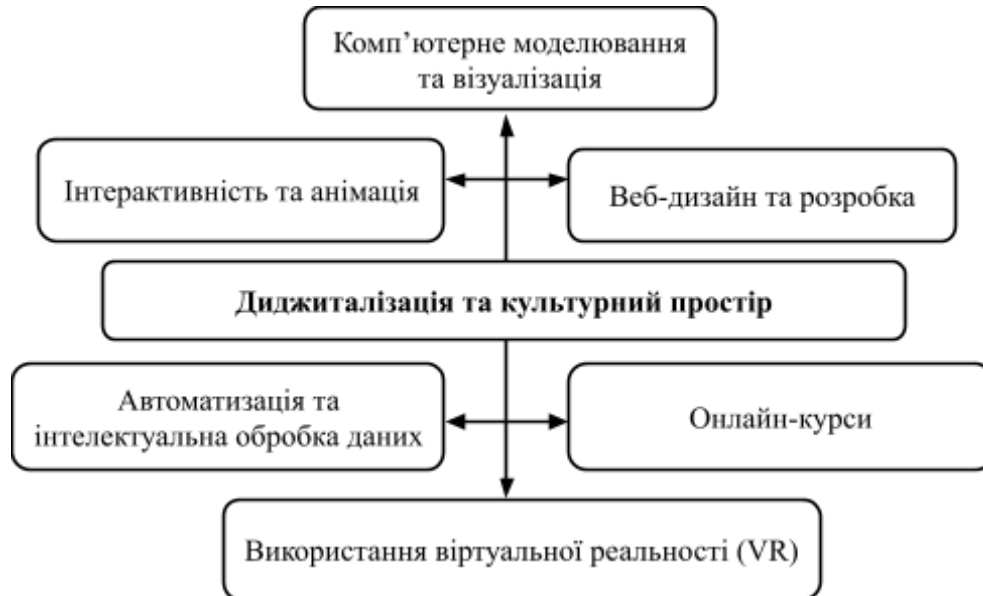 Комп’ютерне моделювання
та візуалізація
Інтерактивність та анімація
Веб-дизайн та розробка
Диджиталізація та культурний простір
Автоматизація та
інтелектуальна обробка даних
Онлайн-курси
Використання віртуальної реальності (VR)